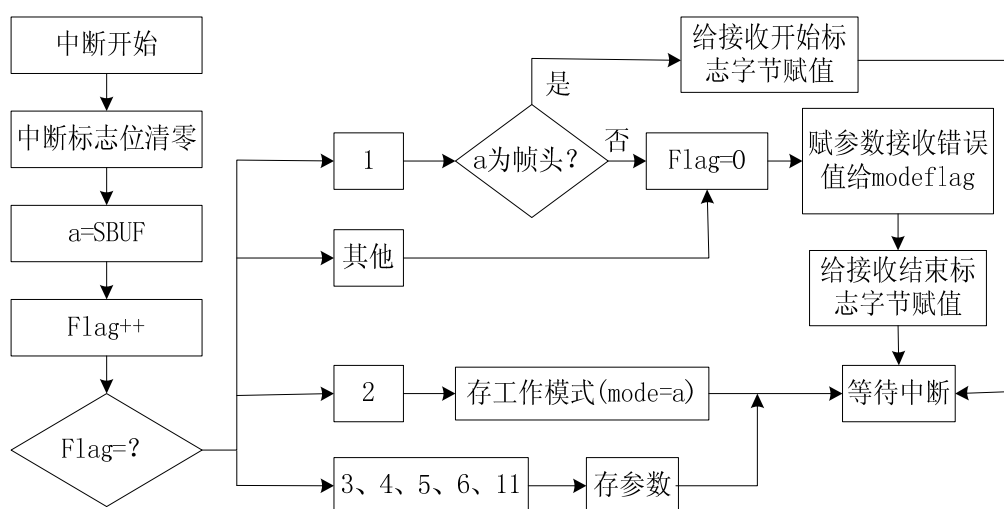 中断开始
中断标志位清零
a=SBUF
Flag++
Flag=?
1
a为帧头?
是
否
给接收开始标
志字节赋值
Flag=0
赋参数接收错误
值给modeflag
其他
给接收结束标
志字节赋值
2
存工作模式(mode=a)
等待中断
3、4、5、6、11
存参数